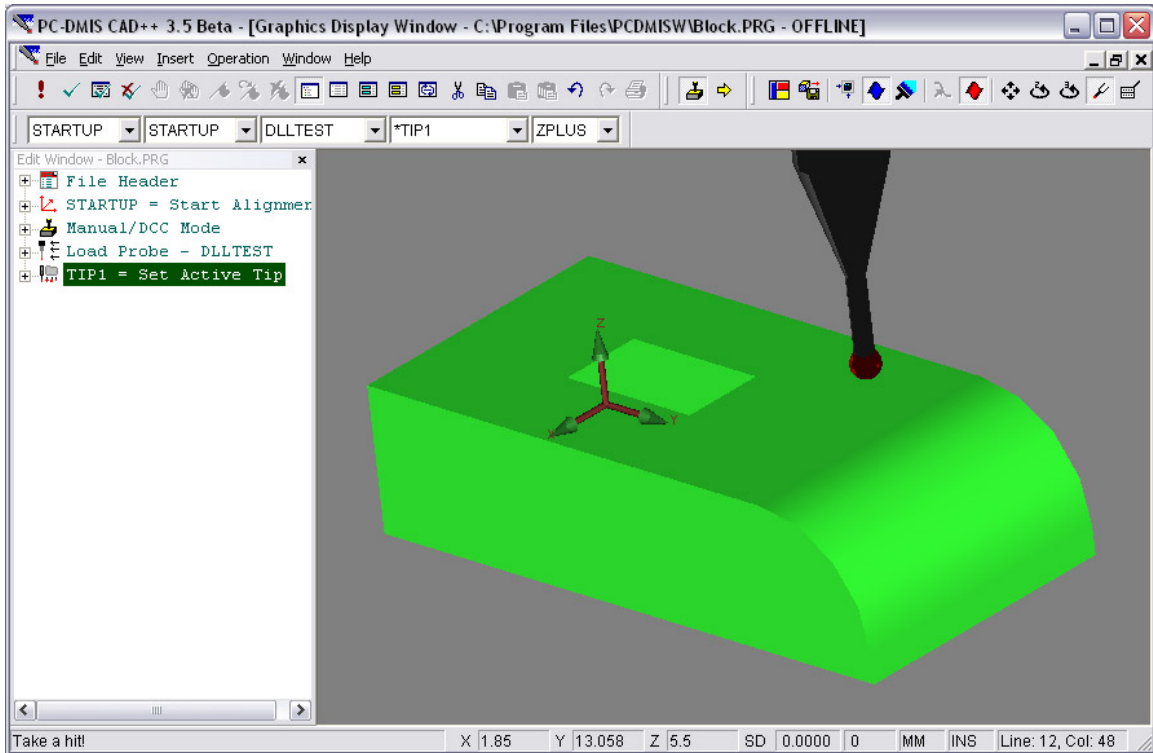 PC-DMIS CAD++ 3.5 Beta - [Graphics Display Window - C:\Program Files\PCDMISW\Block.PRG - OFFLINE]
File Edit View Insert Operation Window Help
STARTUP STARTUP DLLTEST *TIP1 ZPLUS
Edit Window - Block.PRG
File Header
STARTUP = Start Alignmer
Manual/DCC Mode
Load Probe - DLLTEST
TIP1 = Set Active Tip
Z
X
Y
Take a hit! X 1.85 Y 13.058 Z 5.5 SD 0.0000 0 MM INS Line: 12, Col: 48